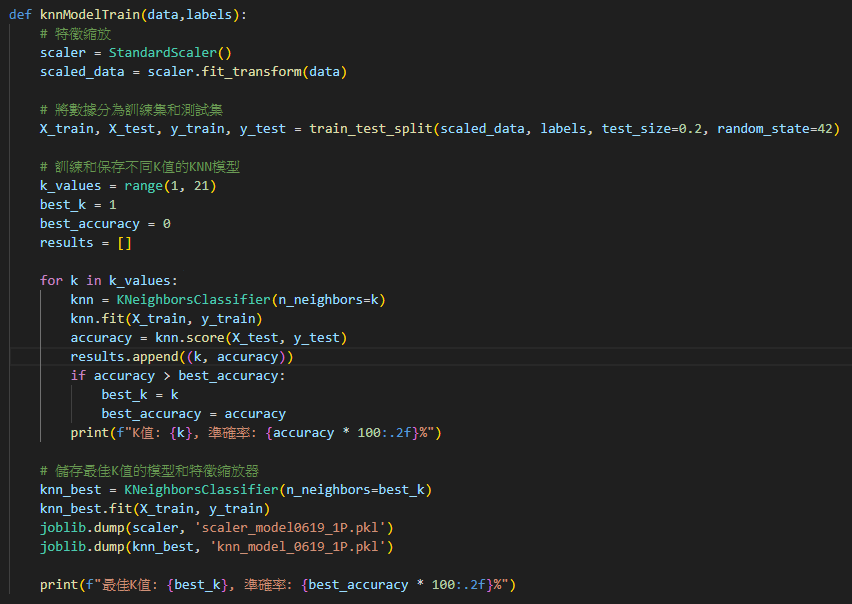 def knnModelTrain(data,labels):
# 特徵縮放
scaler = StandardScaler()
scaled_data = scaler.fit_transform(data)
# 將數據分為訓練集和測試集
X_train, X_test, y_train, y_test = train_test_split(scaled_data, labels, test_size=0.2, random_state=42)
# 訓練和保存不同K值的KNN模型
k_values = range(1, 21)
best_k = 1
best_accuracy = 0
results = []
for k in k_values:
knn = KNeighborsClassifier(n_neighbors=k)
knn.fit(X_train, y_train)
accuracy = knn.score(X_test, y_test)
results.append((k, accuracy))
if accuracy > best_accuracy:
best_k = k
best_accuracy = accuracy
print(f"K值: {k}, 準確率: {accuracy * 100:.2f}%")
# 儲存最佳K值的模型和特徵縮放器
knn_best = KNeighborsClassifier(n_neighbors=best_k)
knn_best.fit(X_train, y_train)
joblib.dump(scaler, 'scaler_model0619_1P.pkl')
joblib.dump(knn_best, 'knn_model_0619_1P.pkl')
print(f"最佳K值: {best_k}, 準確率: {best_accuracy * 100:.2f}%")